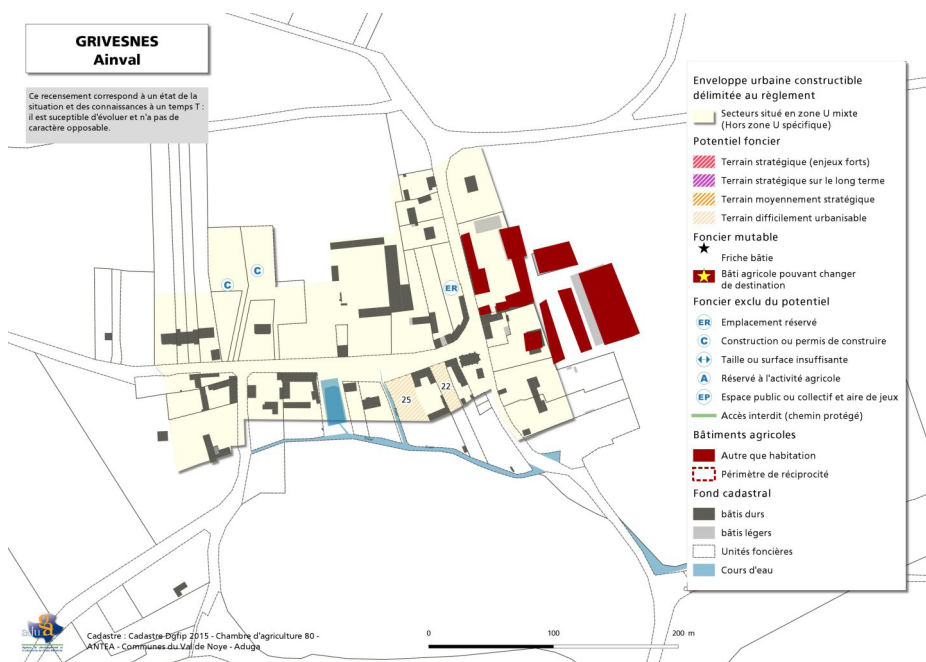 GRIVESNES
Ainval
Ce recensement correspond à un état de la
situation et des connaissances à un temps T :
il est suceptible d'évoluer et n'a pas de
caractère opposable.
C
C
ER
22
25
Enveloppe urbaine constructible
délimitée au règlement
Secteurs situé en zone U mixte
(Hors zone U spécifique)
Potentiel foncier
Terrain stratégique (enjeux forts)
Terrain stratégique sur le long terme
Terrain moyennement stratégique
Terrain difficilement urbanisable
Foncier mutable
Friche bâtie
Bâti agricole pouvant changer
de destination
Foncier exclu du potentiel
ER Emplacement réservé
C Construction ou permis de construire
Taille ou surface insuffisante
A Réservé à l'activité agricole
EP Espace public ou collectif et aire de jeux
Accès interdit (chemin protégé)
Bâtiments agricoles
Autre que habitation
Périmètre de réciprocité
Fond cadastral
bâtis durs
bâtis légers
Unités foncières
Cours d'eau
Cadastre : Cadastre Dgfip 2015 - Chambre d'agriculture 80 -
ANTEA - Communes du Val de Noye - Aduga
0 100 200 m